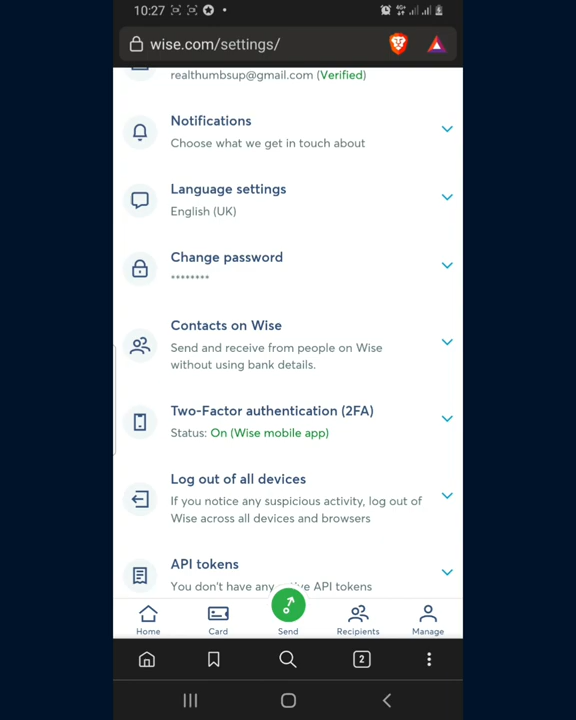 10:27
4G+
wise.com/settings/
realthumbsup@gmail.com (Verified)
Notifications
Choose what we get in touch about
Language settings
English (UK)
Change password
********
Contacts on Wise
Send and receive from people on Wise
without using bank details.
Two-Factor authentication (2FA)
Status: On (Wise mobile app)
Log out of all devices
If you notice any suspicious activity, log out of
Wise across all devices and browsers
API tokens
You don't have any active API tokens
Home Card Send Recipients Manage
2